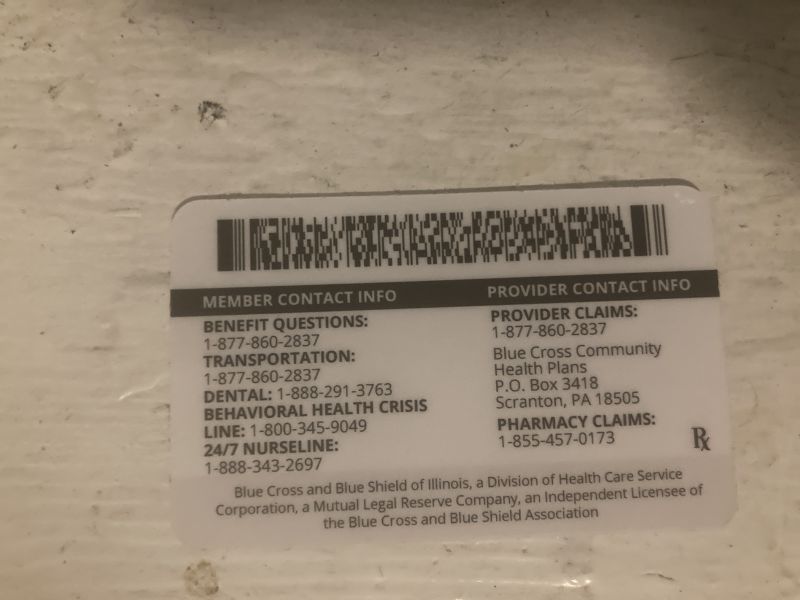 MEMBER CONTACT INFO
BENEFIT QUESTIONS:
1-877-860-2837
TRANSPORTATION:
1-877-860-2837
DENTAL: 1-888-291-3763
BEHAVIORAL HEALTH CRISIS
LINE: 1-800-345-9049
24/7 NURSELINE:
1-888-343-2697
PROVIDER CONTACT INFO
PROVIDER CLAIMS:
1-877-860-2837
Blue Cross Community
Health Plans
P.O. Box 3418
Scranton, PA 18505
PHARMACY CLAIMS:
1-855-457-0173
Rx
Blue Cross and Blue Shield of Illinois, a Division of Health Care Service
Corporation, a Mutual Legal Reserve Company, an Independent Licensee of
the Blue Cross and Blue Shield Association